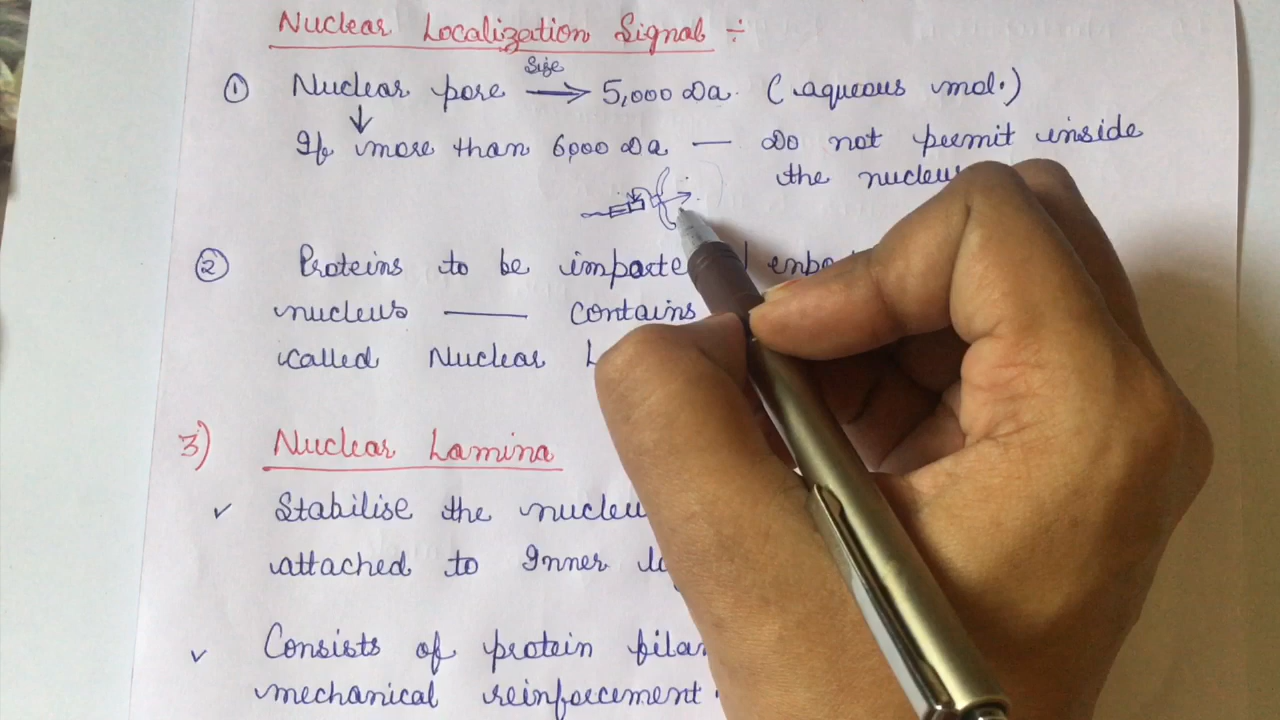 Nuclear Localization Signal ÷
① Nuclear pore Size → 5,000 Da. (aqueous mol.)
↓
If more than 6000 Da — Do not permit inside
the nucleus
② Proteins to be
nucleus — contains
called Nuclear
3) Nuclear Lamina
✓ Stabilise the
attached to Inner
✓ Consists of protein
mechanical reinforcement.